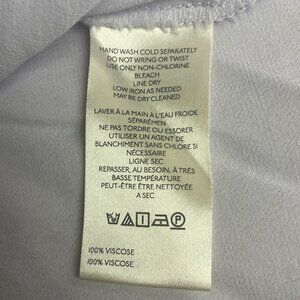 HAND WASH COLD SEPARATELY
DO NOT WRING OR TWIST
USE ONLY NON-CHLORINE
BLEACH
LINE DRY
LOW IRON AS NEEDED
MAY BE DRY CLEANED
LAVER À LA MAIN À L'EAU FROIDE
SÉPARÉMEN
NE PAS TORDRE OU ESSORER
UTILISER UN AGENT DE
BLANCHIMENT SANS CHLORE SI
NÉCESSAIRE
LIGNE SEC
REPASSER, AU BESOIN, À TRÈS
BASSE TEMPÉRATURE
PEUT-ÊTRE ÊTRE NETTOYÉE
A SEC
P
100% VISCOSE
100% VISCOSE